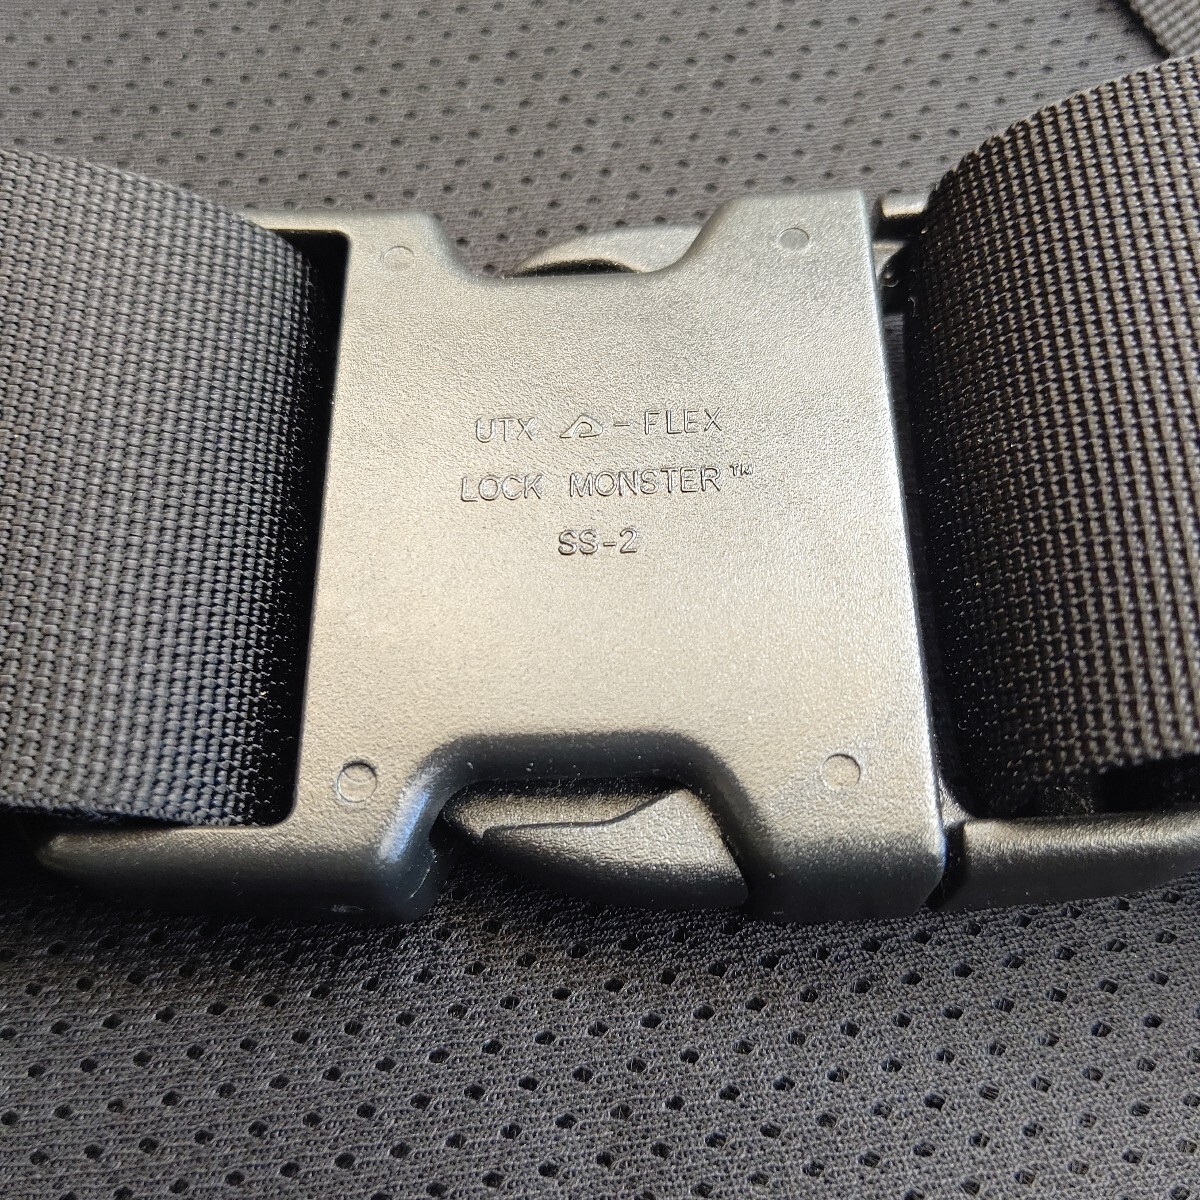 UTX - FLEX
LOCK MONSTER™
SS-2